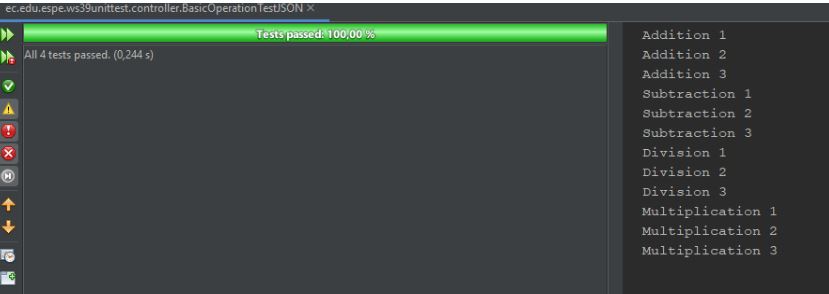 ec.edu.espe.ws39unittest.controller.BasicOperationTestJSON ×
Tests passed: 100,00 %
All 4 tests passed. (0,244 s)
Addition 1
Addition 2
Addition 3
Subtraction 1
Subtraction 2
Subtraction 3
Division 1
Division 2
Division 3
Multiplication 1
Multiplication 2
Multiplication 3